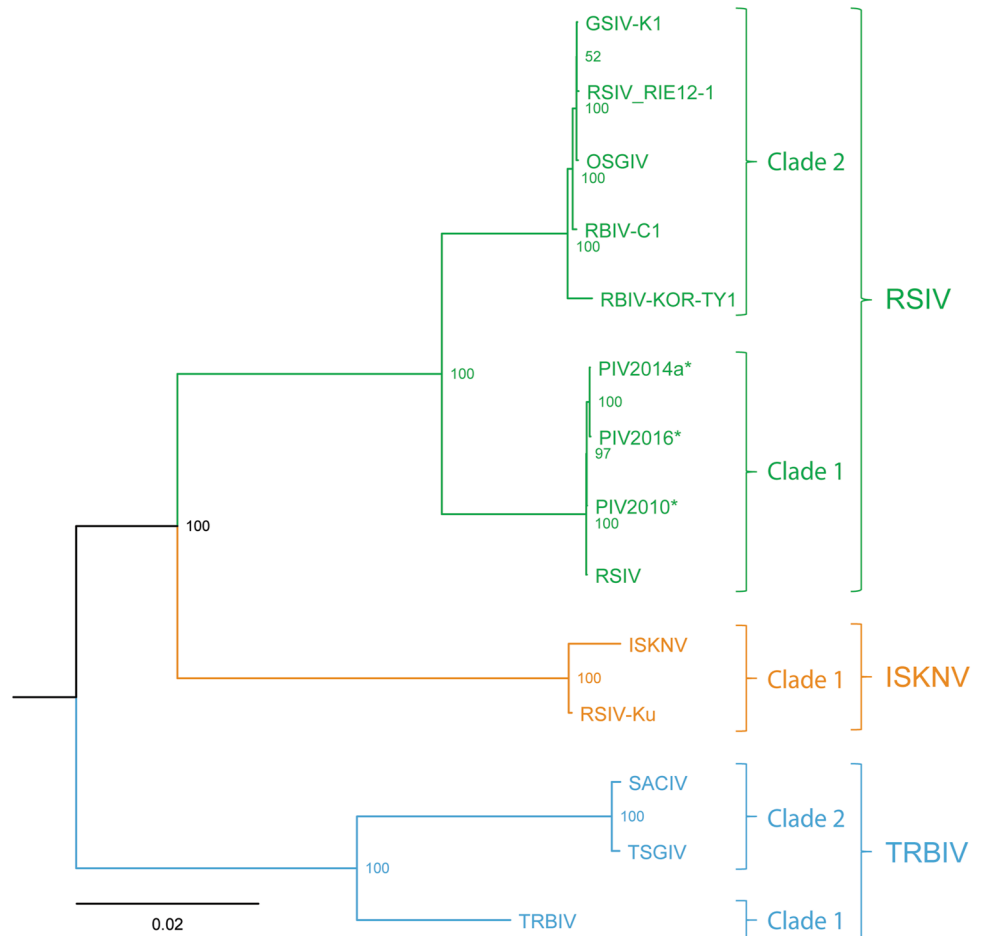 GSIV-K1
52
RSIV_RIE12-1
100
OSGIV
100
Clade 2
RBIV-C1
100
RBIV-KOR-TY1
RSIV
PIV2014a*
100
100
PIV2016*
97
Clade 1
PIV2010*
100
RSIV
100
ISKNV
100
Clade 1
ISKNV
RSIV-Ku
SACIV
100
Clade 2
TSGIV
TRBIV
100
0.02
TRBIV
Clade 1